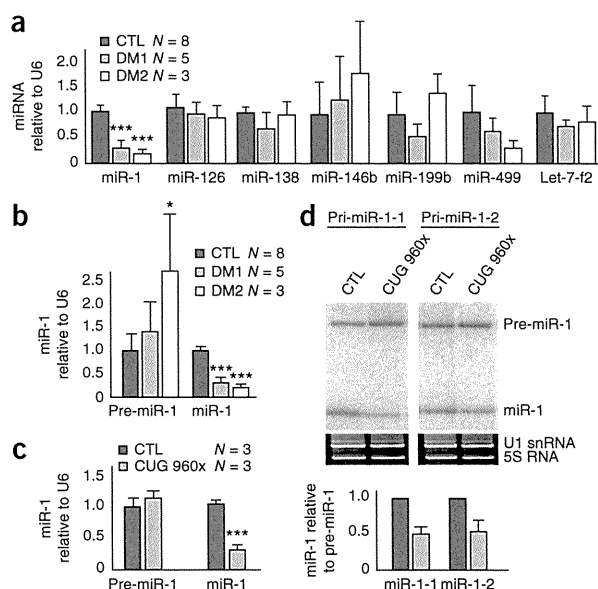 a
CTL N = 8
DM1 N = 5
DM2 N = 3
miRNA
relative to U6
2.0
1.5
1.0
0.5
0
*** ***
miR-1 miR-126 miR-138 miR-146b miR-199b miR-499 Let-7-f2
b
CTL N = 8
DM1 N = 5
DM2 N = 3
miR-1
relative to U6
2.5
2.0
1.5
1.0
0.5
0
*
*** ***
Pre-miR-1 miR-1
c
CTL N = 3
CUG 960x N = 3
miR-1
relative to U6
1.5
1.0
0.5
0
***
Pre-miR-1 miR-1
d
Pri-miR-1-1 Pri-miR-1-2
CTL CUG 960x CTL CUG 960x
Pre-miR-1
miR-1
U1 snRNA
5S RNA
miR-1 relative
to pre-miR-1
1.0
0.5
0
miR-1-1 miR-1-2